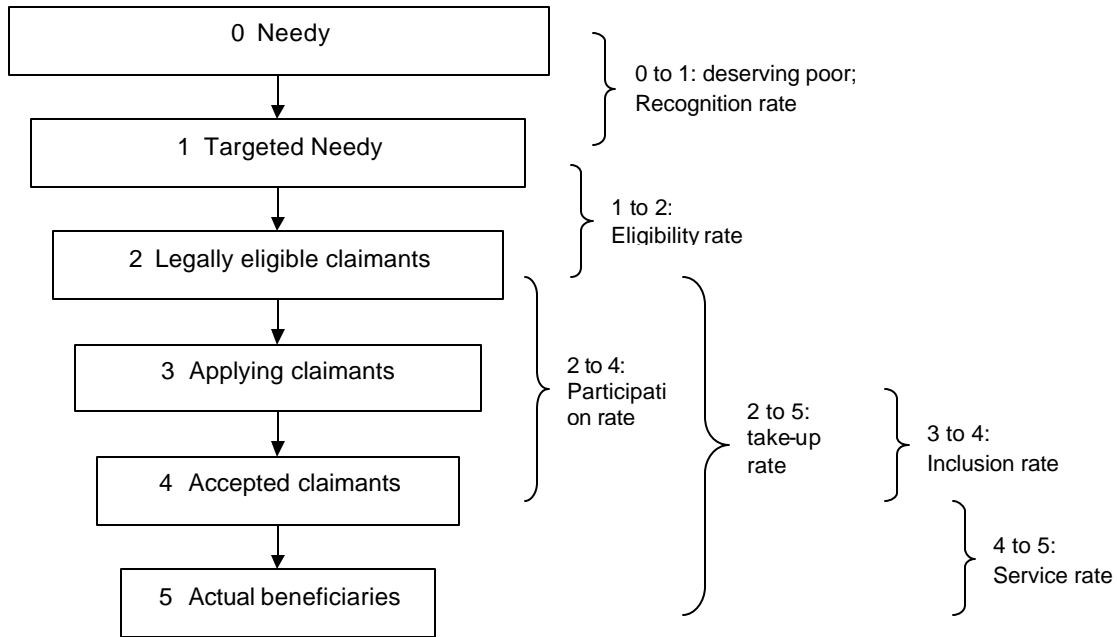 0 Needy
0 to 1: deserving poor;
Recognition rate
1 Targeted Needy
1 to 2:
Eligibility rate
2 Legally eligible claimants
3 Applying claimants
2 to 4:
Participati
on rate
2 to 5:
take-up
rate
3 to 4:
Inclusion rate
4 Accepted claimants
4 to 5:
Service rate
5 Actual beneficiaries